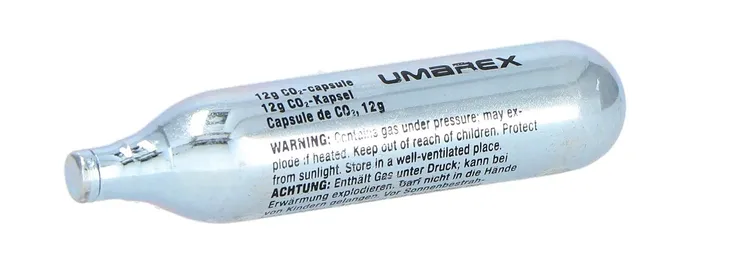 UMAREX
12g CO₂-capsule
12g CO₂-Kapsel
Capsule de CO₂, 12g
WARNING: Contains gas under pressure; may ex-
plode if heated. Keep out of reach of children. Protect
from sunlight. Store in a well-ventilated place.
ACHTUNG: Enthält Gas unter Druck; kann bei
Erwärmung explodieren. Darf nicht in die Hände
von Kindern gelangen. Vor Sonnenbestrah-